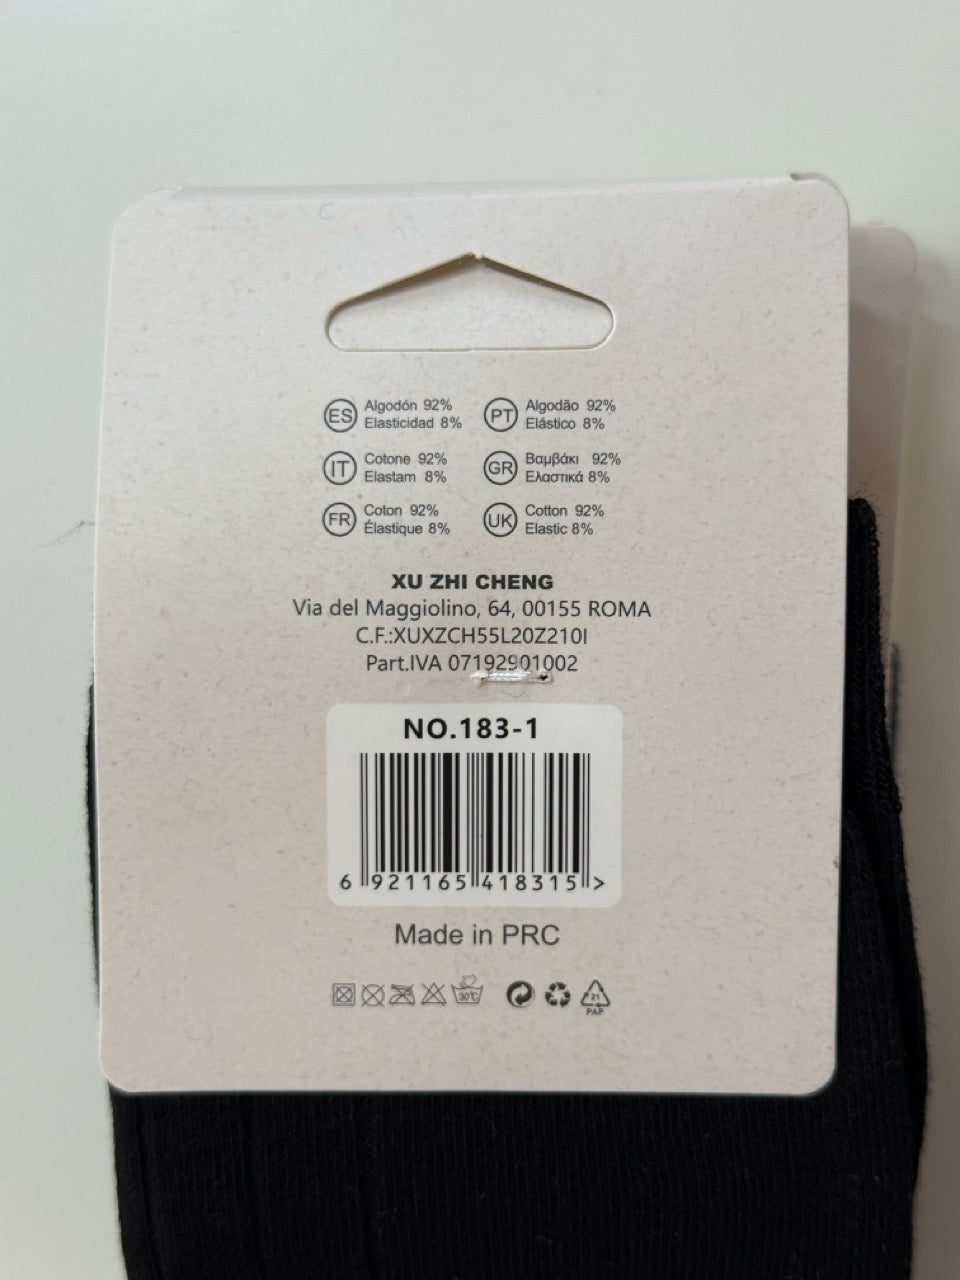 ES Algodón 92%
Elasticidad 8%
PT Algodão 92%
Elástico 8%
IT Cotone 92%
Elastam 8%
GR Βαμβάκι 92%
Ελαστικά 8%
FR Coton 92%
Élastique 8%
UK Cotton 92%
Elastic 8%
XU ZHI CHENG
Via del Maggiolino, 64, 00155 ROMA
C.F.:XUXZCH55L20Z210I
Part.IVA 07192901002
NO.183-1
6 921165 418315 >
Made in PRC
30℃
21
PAP